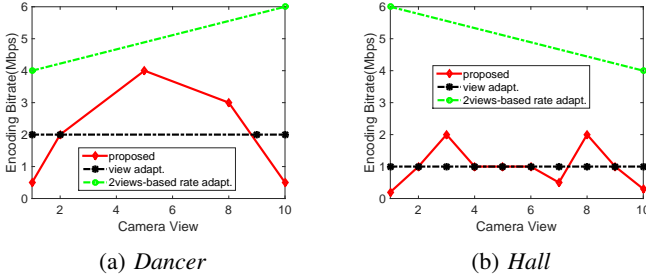 6
5
4
3
2
1
0
Encoding Bitrate(Mbps)
proposed
view adapt.
2views-based rate adapt.
2 4 6 8 10
Camera View
(a) Dancer
6
5
4
3
2
1
0
Encoding Bitrate(Mbps)
proposed
view adapt.
2views-based rate adapt.
2 4 6 8 10
Camera View
(b) Hall